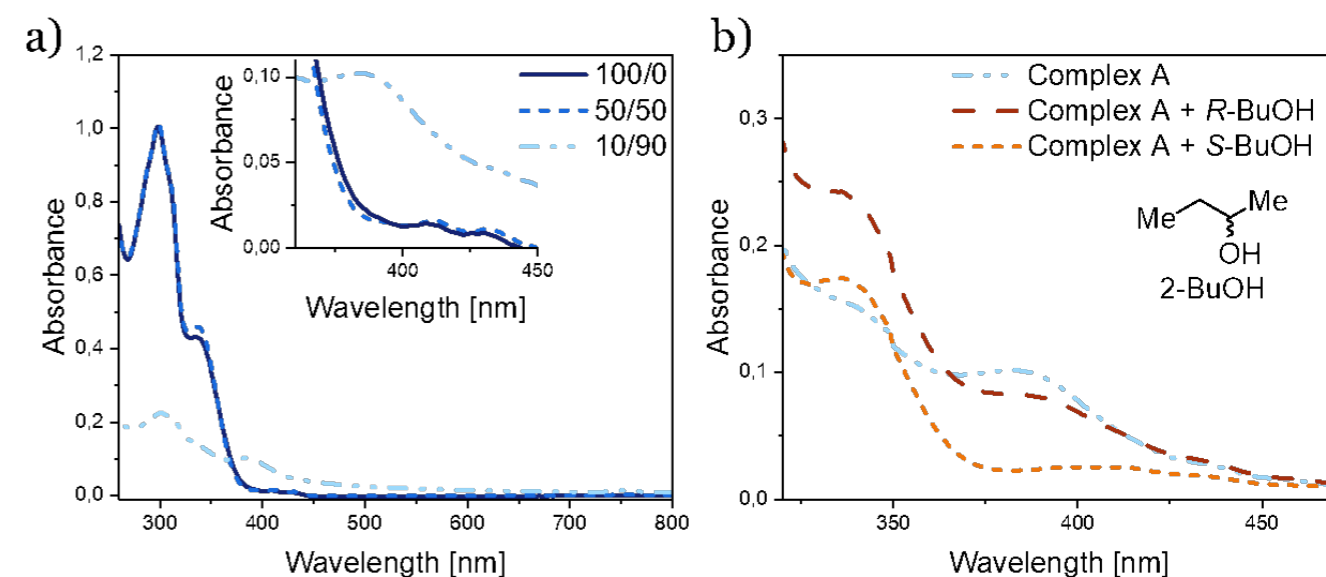 a)
1,2
1,0
0,8
0,6
0,4
0,2
0,0
Absorbance
300 400 500 600 700 800
Wavelength [nm]
0,10
0,05
0,00
Absorbance
400 450
Wavelength [nm]
100/0
50/50
10/90
b)
0,3
0,2
0,1
0,0
Absorbance
350 400 450
Wavelength [nm]
Complex A
Complex A + R-BuOH
Complex A + S-BuOH
Me
Me
OH
2-BuOH